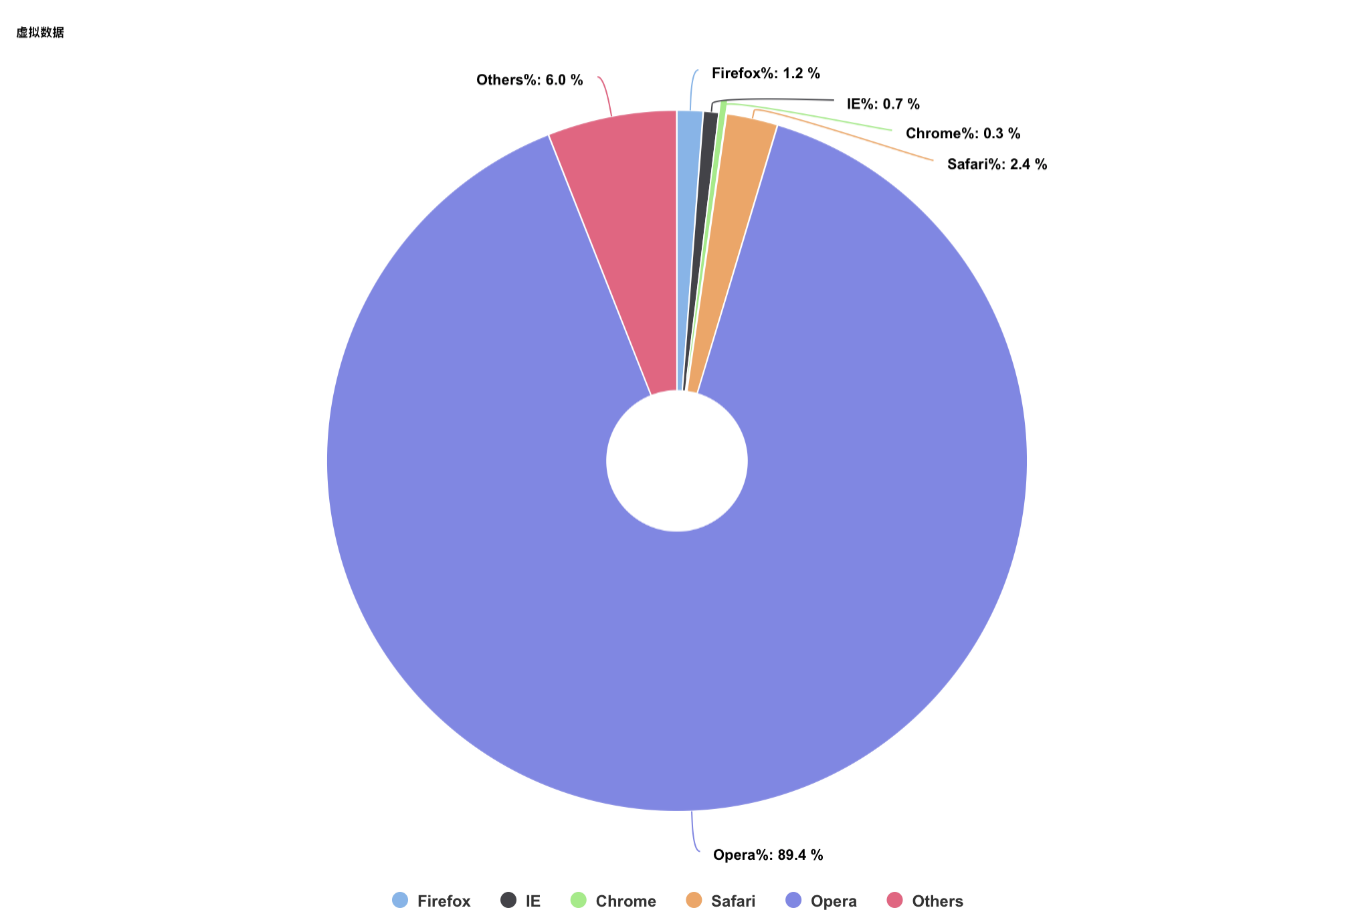 虚拟数据
Others%: 6.0 %
Firefox%: 1.2 %
IE%: 0.7 %
Chrome%: 0.3 %
Safari%: 2.4 %
Opera%: 89.4 %
Firefox IE Chrome Safari Opera Others